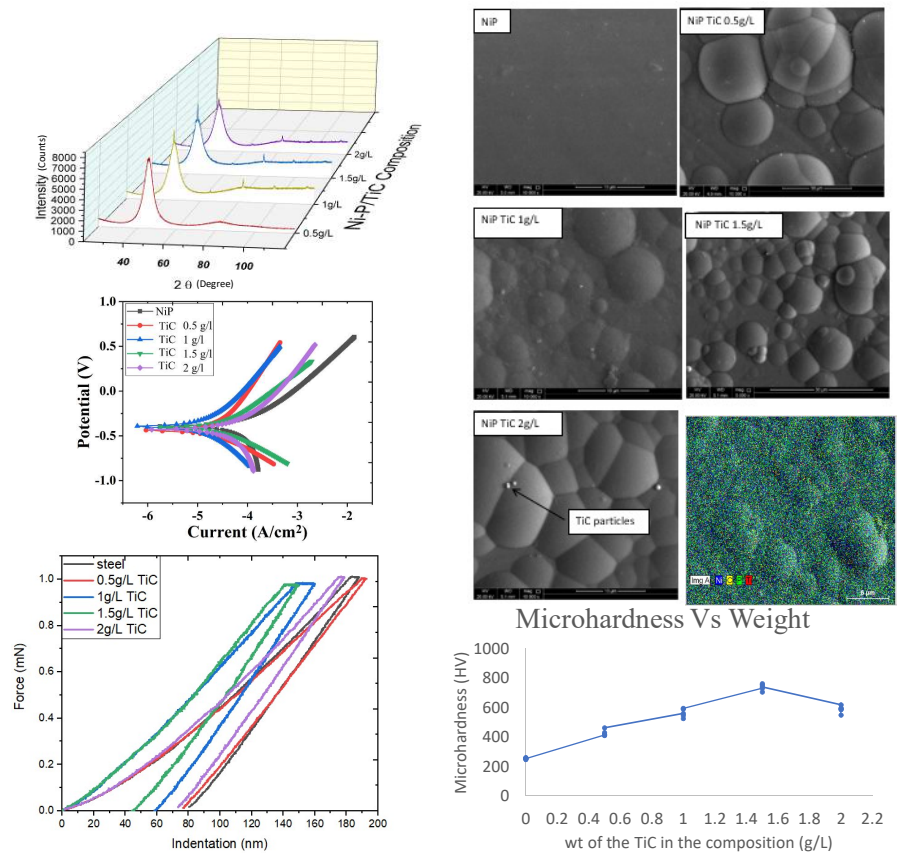 Intensity (Counts)
8000
7000
6000
5000
4000
3000
2000
1000
0
40
60
80
100
2 θ (Degree)
0.5g/L
1g/L
1.5g/L
2g/L
Ni-P/TiC Composition
NiP
TiC 0.5 g/l
TiC 1 g/l
TiC 1.5 g/l
TiC 2 g/l
Potential (V)
1.0
0.5
0.0
-0.5
-1.0
-6
-5
-4
-3
-2
Current (A/cm²)
steel
0.5g/L TiC
1g/L TiC
1.5g/L TiC
2g/L TiC
Force (mN)
1.0
0.8
0.6
0.4
0.2
0.0
0
20
40
60
80
100
120
140
160
180
200
Indentation (nm)
NiP
NiP TiC 0.5g/L
NiP TiC 1g/L
NiP TiC 1.5g/L
NiP TiC 2g/L
TiC particles
Img A
Ni
Microhardness Vs Weight
Microhardness (HV)
1000
800
600
400
200
0
0
0.2
0.4
0.6
0.8
1
1.2
1.4
1.6
1.8
2
2.2
wt of the TiC in the composition (g/L)